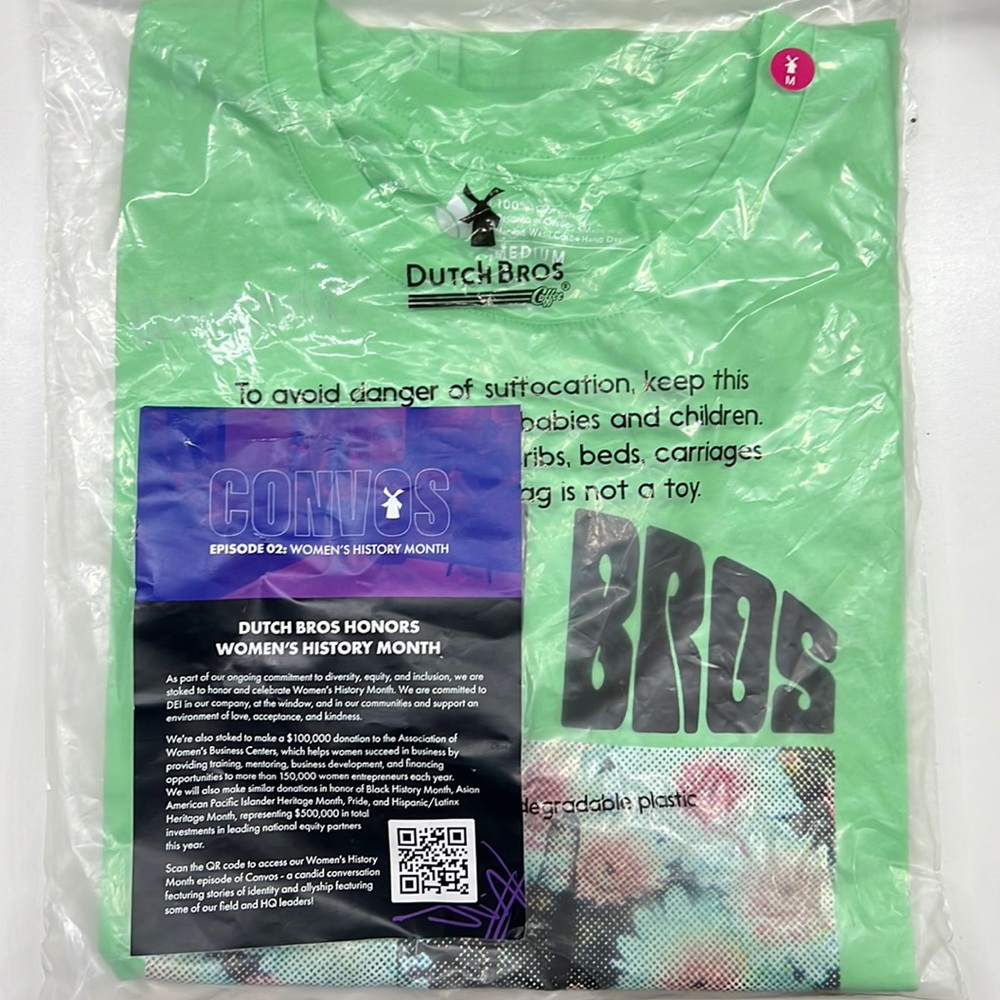 M
100%
MEDIUM
DUTCH BROS
Coffee®
To avoid danger of suffocation, keep this
babies and children.
ribs, beds, carriages
ag is not a toy.
CONVOS
EPISODE 02: WOMEN'S HISTORY MONTH
BROS
DUTCH BROS HONORS
WOMEN'S HISTORY MONTH
As part of our ongoing commitment to diversity, equity, and inclusion, we are
stoked to honor and celebrate Women's History Month. We are committed to
DEI in our company, at the window, and in our communities and support an
environment of love, acceptance, and kindness.
We're also stoked to make a $100,000 donation to the Association of
Women's Business Centers, which helps women succeed in business by
providing training, mentoring, business development, and financing
opportunities to more than 150,000 women entrepreneurs each year.
We will also make similar donations in honor of Black History Month, Asian
American Pacific Islander Heritage Month, Pride, and Hispanic/Latinx
Heritage Month, representing $500,000 in total
investments in leading national equity partners
this year.
Scan the QR code to access our Women's History
Month episode of Convos - a candid conversation
featuring stories of identity and allyship featuring
some of our field and HQ leaders!
degradable plastic